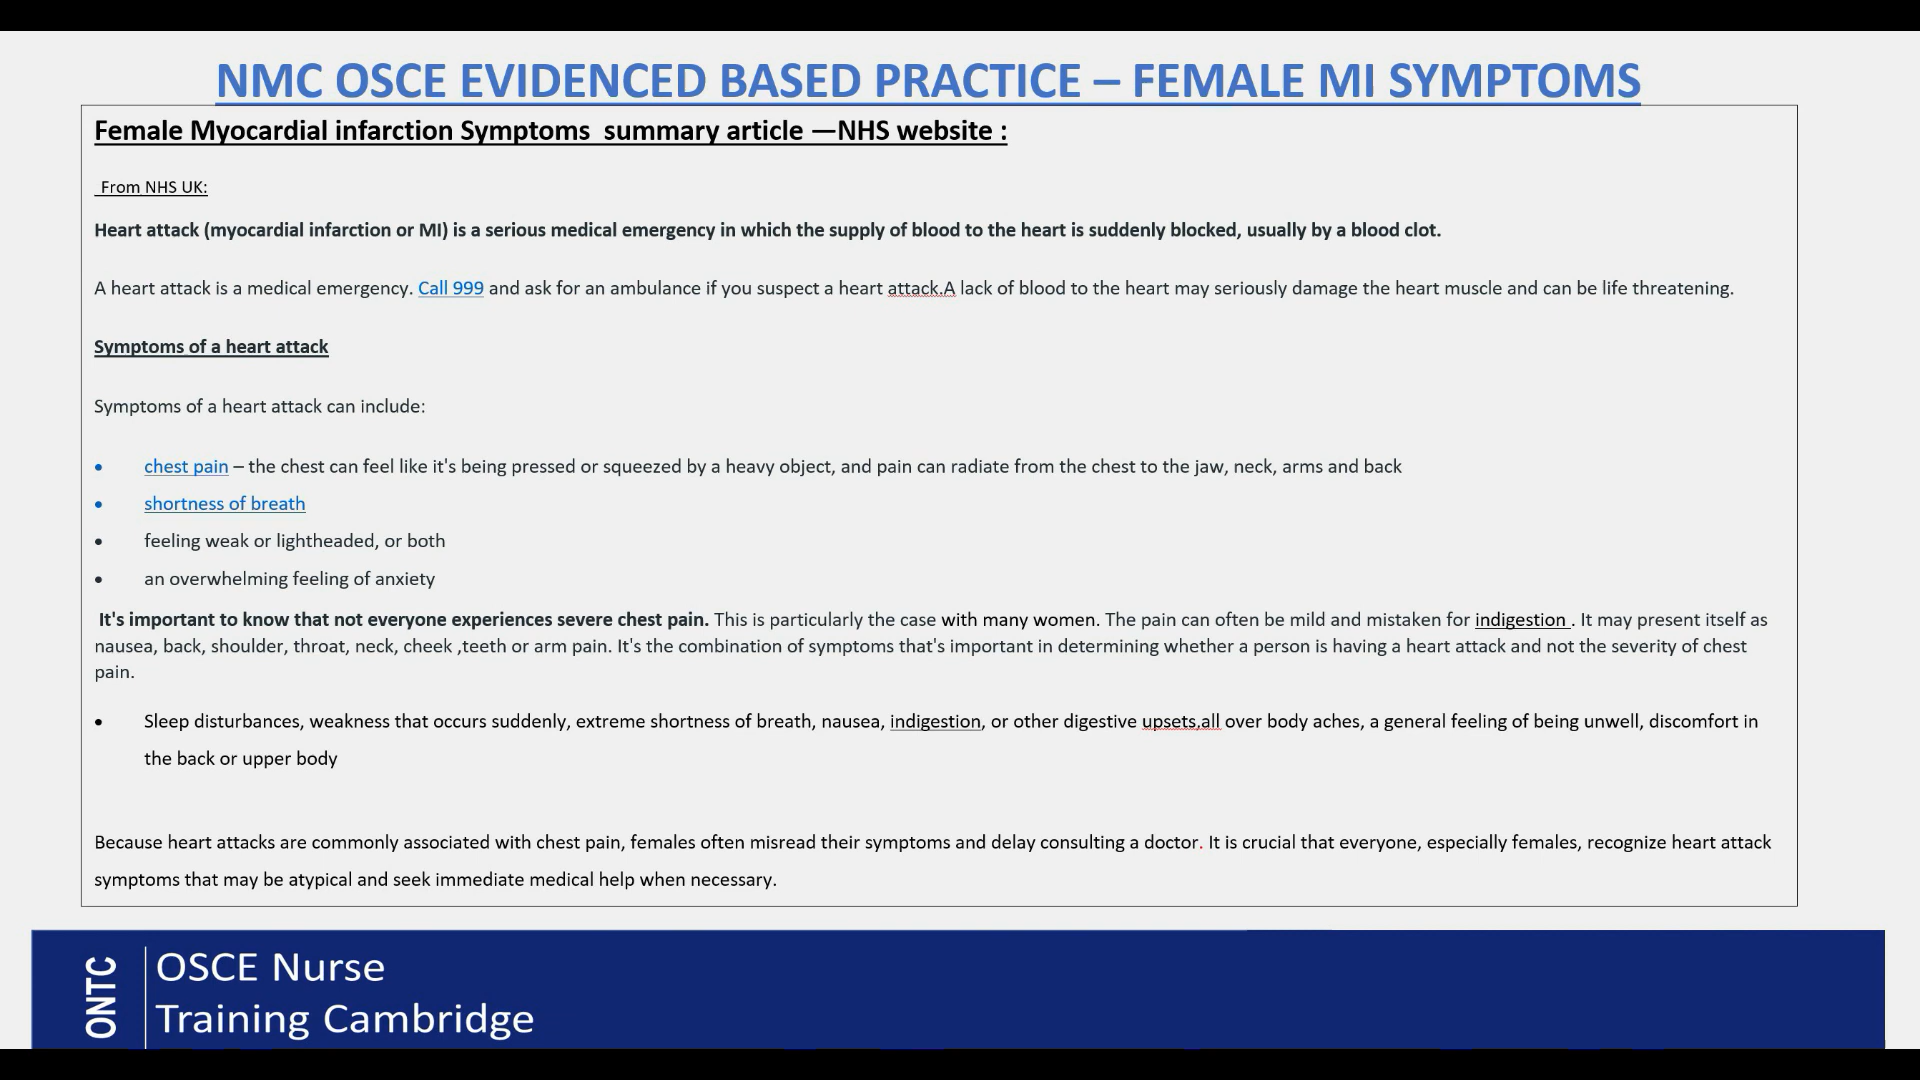 NMC OSCE EVIDENCED BASED PRACTICE – FEMALE MI SYMPTOMS
Female Myocardial infarction Symptoms  summary article —NHS website :
From NHS UK:
Heart attack (myocardial infarction or MI) is a serious medical emergency in which the supply of blood to the heart is suddenly blocked, usually by a blood clot.
A heart attack is a medical emergency. Call 999 and ask for an ambulance if you suspect a heart attack.A lack of blood to the heart may seriously damage the heart muscle and can be life threatening.
Symptoms of a heart attack
Symptoms of a heart attack can include:
• chest pain – the chest can feel like it's being pressed or squeezed by a heavy object, and pain can radiate from the chest to the jaw, neck, arms and back
• shortness of breath
• feeling weak or lightheaded, or both
• an overwhelming feeling of anxiety
It's important to know that not everyone experiences severe chest pain. This is particularly the case with many women. The pain can often be mild and mistaken for indigestion . It may present itself as
nausea, back, shoulder, throat, neck, cheek ,teeth or arm pain. It's the combination of symptoms that's important in determining whether a person is having a heart attack and not the severity of chest
pain.
• Sleep disturbances, weakness that occurs suddenly, extreme shortness of breath, nausea, indigestion, or other digestive upsets,all over body aches, a general feeling of being unwell, discomfort in
the back or upper body
Because heart attacks are commonly associated with chest pain, females often misread their symptoms and delay consulting a doctor. It is crucial that everyone, especially females, recognize heart attack
symptoms that may be atypical and seek immediate medical help when necessary.
ONTC
OSCE Nurse
Training Cambridge